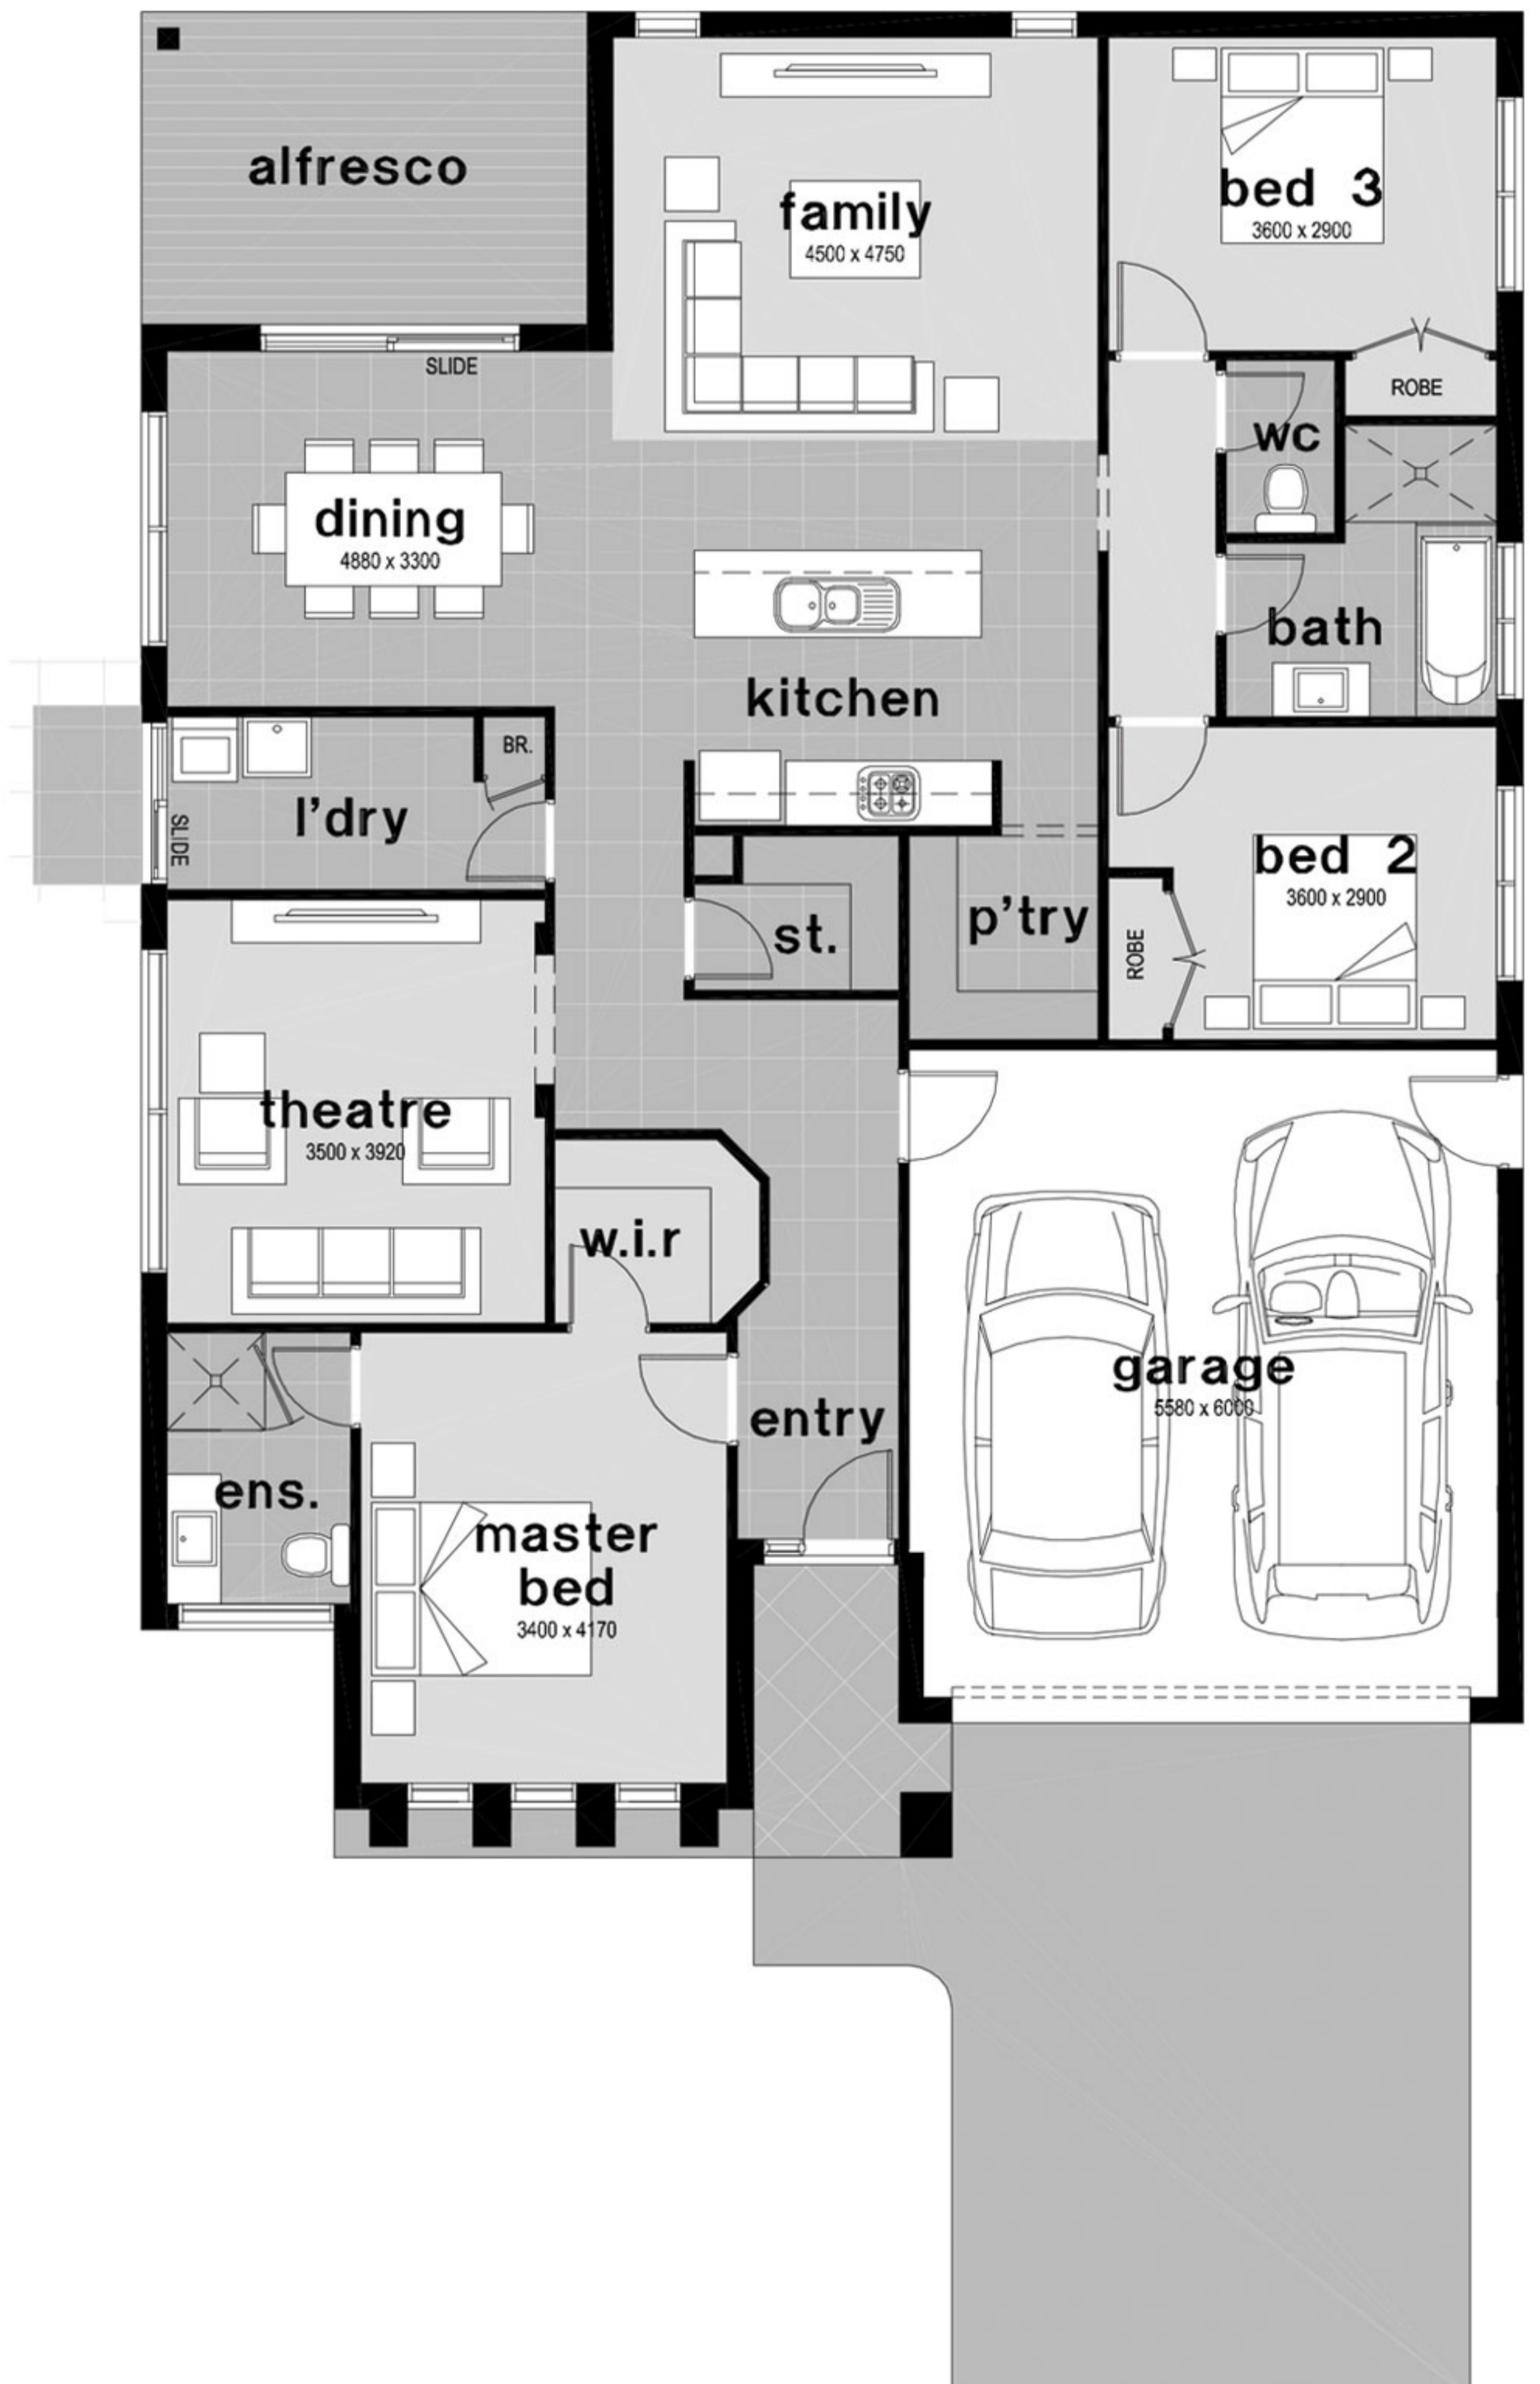 alfresco
family
4500 x 4750
bed 3
3600 x 2900
SLIDE
ROBE
wc
dining
4880 x 3300
bath
kitchen
BR.
l'dry
SLIDE
bed 2
3600 x 2900
p'try
st.
ROBE
theatre
3500 x 3920
w.i.r
garage
5580 x 6000
entry
ens.
master
bed
3400 x 4170